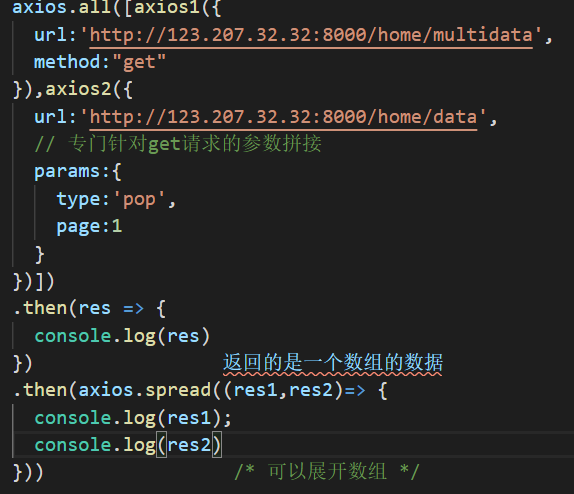 axios.all([axios1({
url:'http://123.207.32.32:8000/home/multidata',
method:"get"
}),axios2({
url:'http://123.207.32.32:8000/home/data',
// 专门针对get请求的参数拼接
params:{
type:'pop',
page:1
}
})])
.then(res => {
console.log(res)
}) 返回的是一个数组的数据
.then(axios.spread((res1,res2)=> {
console.log(res1);
console.log(res2)
})) /* 可以展开数组 */